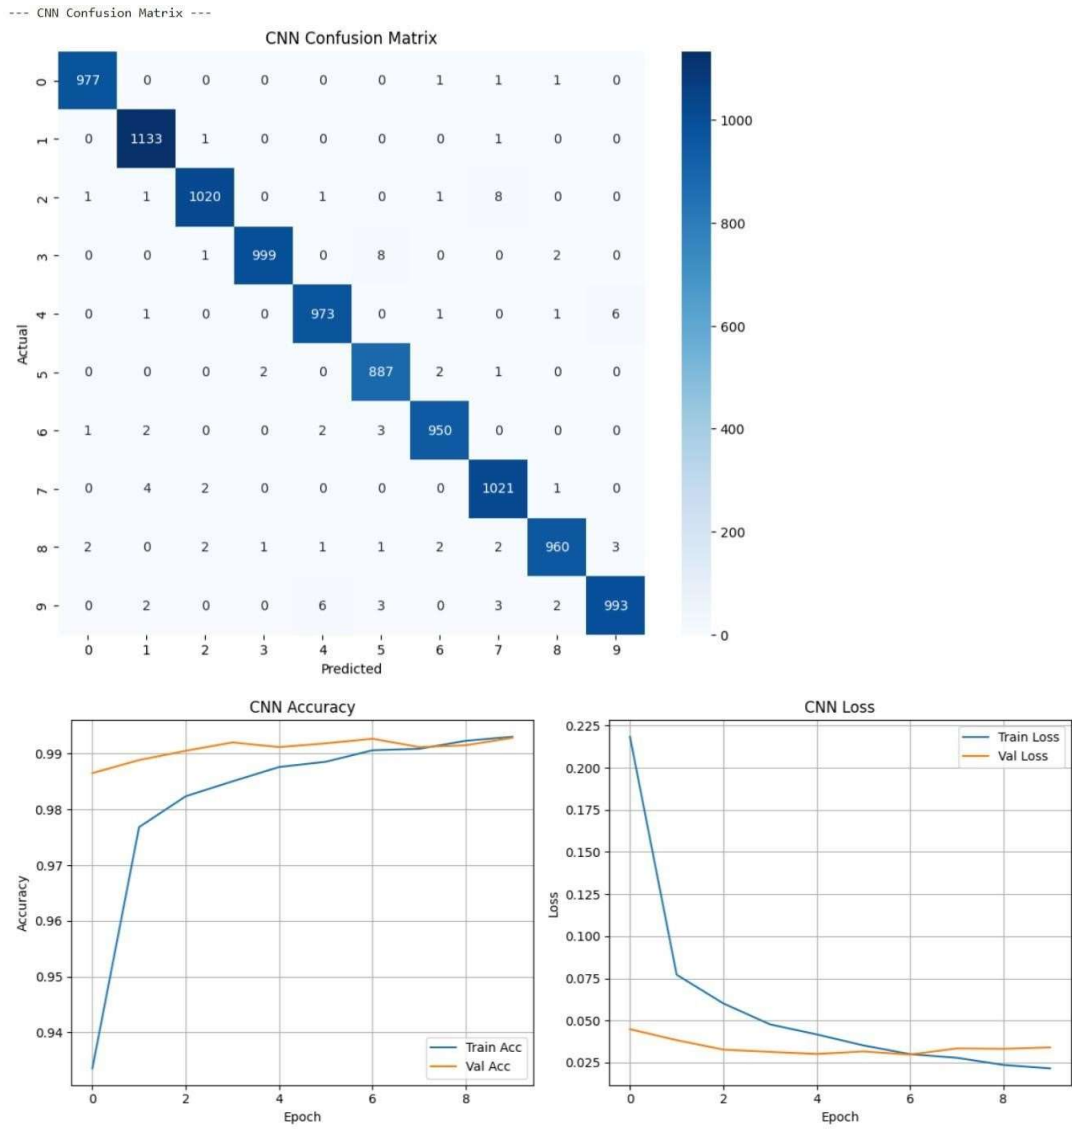 --- CNN Confusion Matrix ---
CNN Confusion Matrix
0 977 0 0 0 0 0 1 1 1 0
1 0 1133 1 0 0 0 0 1 0 0
2 1 1 1020 0 1 0 1 8 0 0
3 0 0 1 999 0 8 0 0 2 0
4 0 1 0 0 973 0 1 0 1 6
5 0 0 0 2 0 887 2 1 0 0
6 1 2 0 0 2 3 950 0 0 0
7 0 4 2 0 0 0 0 1021 1 0
8 2 0 2 1 1 1 2 2 960 3
9 0 2 0 0 6 3 0 3 2 993
0 1 2 3 4 5 6 7 8 9
Actual
Predicted
1000
800
600
400
200
0
CNN Accuracy
0.99
0.98
0.97
0.96
0.95
0.94
Accuracy
Train Acc
Val Acc
0 2 4 6 8
Epoch
CNN Loss
0.225
0.200
0.175
0.150
0.125
0.100
0.075
0.050
0.025
Loss
Train Loss
Val Loss
0 2 4 6 8
Epoch